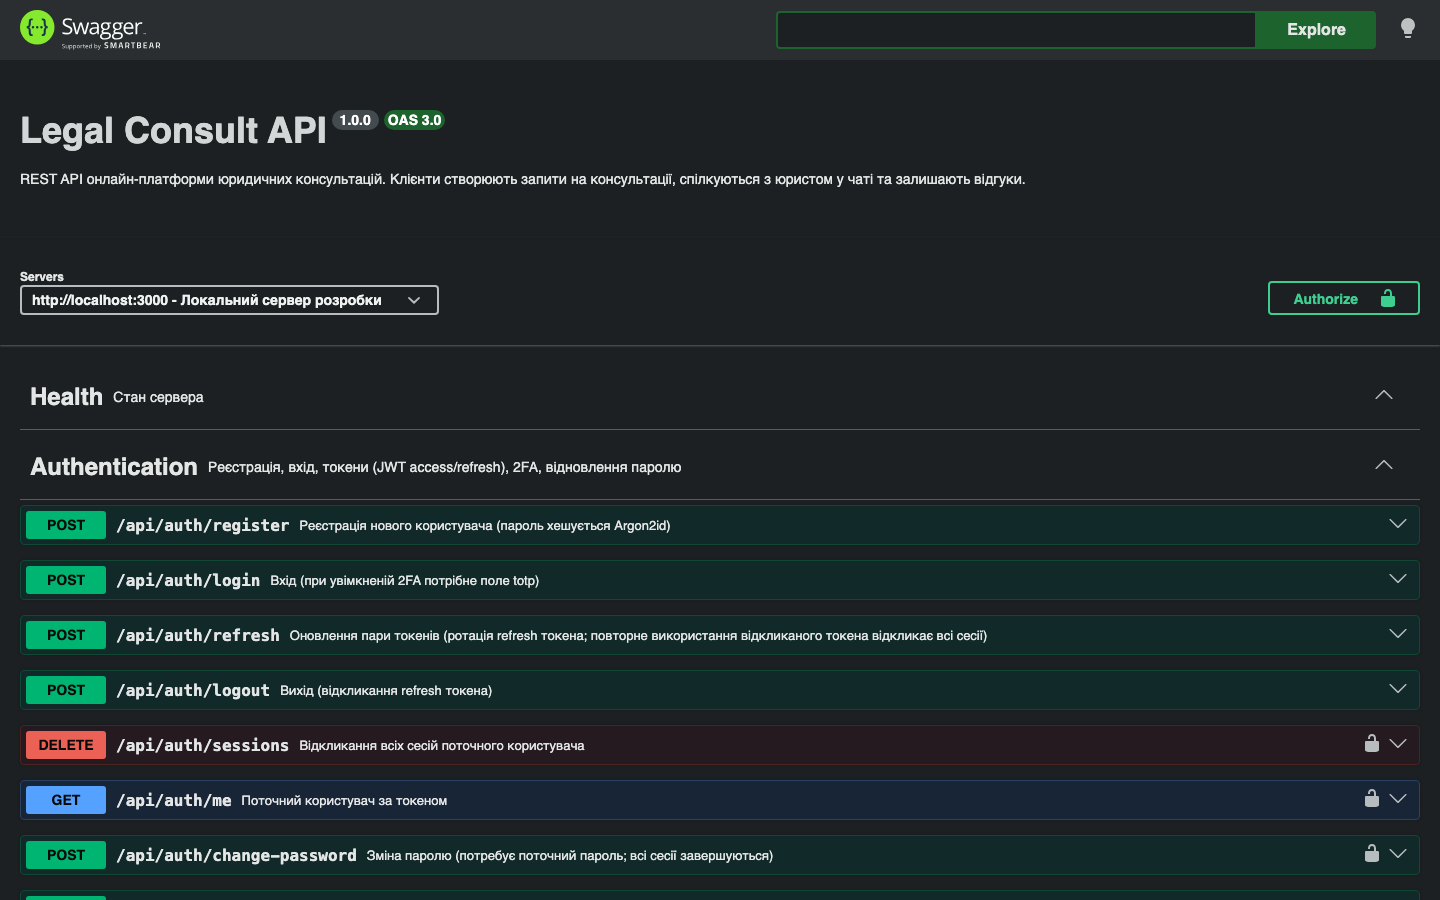 Swagger
Supported by SMARTBEAR
Explore
Legal Consult API 1.0.0 OAS 3.0
REST API онлайн-платформи юридичних консультацій. Клієнти створюють запити на консультації, спілкуються з юристом у чаті та залишають відгуки.
Servers
http://localhost:3000 - Локальний сервер розробки
Authorize
Health Стан сервера
Authentication Реєстрація, вхід, токени (JWT access/refresh), 2FA, відновлення паролю
POST /api/auth/register Реєстрація нового користувача (пароль хешується Argon2id)
POST /api/auth/login Вхід (при увімкненій 2FA потрібне поле totp)
POST /api/auth/refresh Оновлення пари токенів (ротація refresh токена; повторне використання відкликаного токена відкликає всі сесії)
POST /api/auth/logout Вихід (відкликання refresh токена)
DELETE /api/auth/sessions Відкликання всіх сесій поточного користувача
GET /api/auth/me Поточний користувач за токеном
POST /api/auth/change-password Зміна паролю (потребує поточний пароль; всі сесії завершуються)